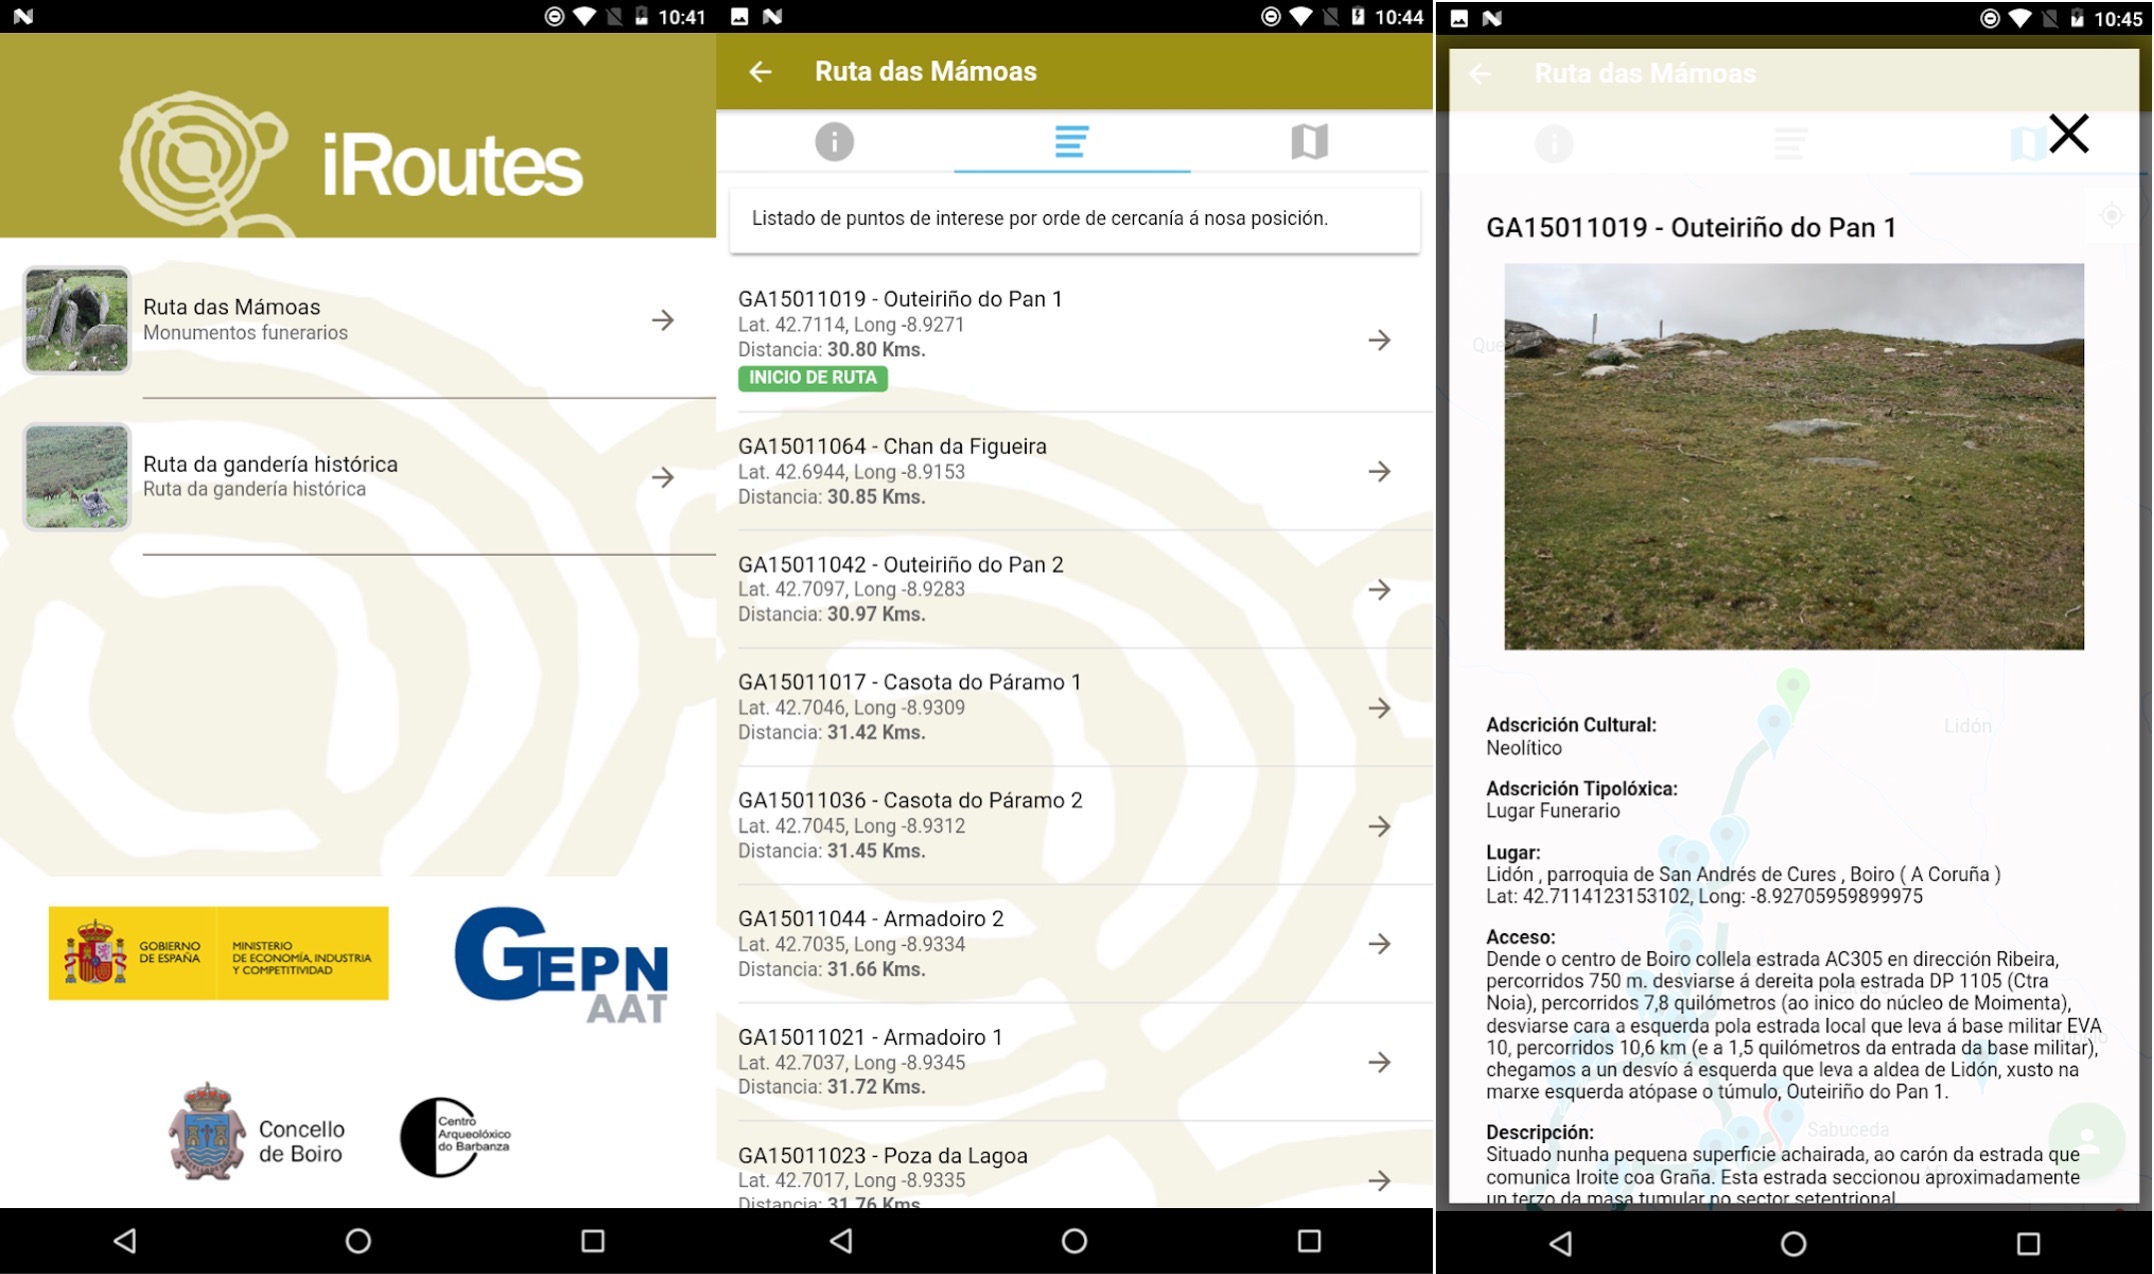 10:41
iRoutes
Ruta das Mámoas
Monumentos funerarios
Ruta da gandería histórica
Ruta da gandería histórica
GOBIERNO
DE ESPAÑA
MINISTERIO
DE ECONOMÍA, INDUSTRIA
Y COMPETITIVIDAD
GEPN
AAT
Concello
de Boiro
Centro
Arqueolóxico
do Barbanza
10:44
Ruta das Mámoas
Listado de puntos de interese por orde de cercanía á nosa posición.
GA15011019 - Outeiriño do Pan 1
Lat. 42.7114, Long -8.9271
Distancia: 30.80 Kms.
INICIO DE RUTA
GA15011064 - Chan da Figueira
Lat. 42.6944, Long -8.9153
Distancia: 30.85 Kms.
GA15011042 - Outeiriño do Pan 2
Lat. 42.7097, Long -8.9283
Distancia: 30.97 Kms.
GA15011017 - Casota do Páramo 1
Lat. 42.7046, Long -8.9309
Distancia: 31.42 Kms.
GA15011036 - Casota do Páramo 2
Lat. 42.7045, Long -8.9312
Distancia: 31.45 Kms.
GA15011044 - Armadoiro 2
Lat. 42.7035, Long -8.9334
Distancia: 31.66 Kms.
GA15011021 - Armadoiro 1
Lat. 42.7037, Long -8.9345
Distancia: 31.72 Kms.
GA15011023 - Poza da Lagoa
Lat. 42.7017, Long -8.9335
Distancia: 31.76 Kms.
10:45
Ruta das Mámoas
GA15011019 - Outeiriño do Pan 1
Lidón
Adscrición Cultural:
Neolítico
Adscrición Tipolóxica:
Lugar Funerario
Lugar:
Lidón , parroquia de San Andrés de Cures , Boiro ( A Coruña )
Lat: 42.7114123153102, Long: -8.92705959899975
Acceso:
Dende o centro de Boiro collela estrada AC305 en dirección Ribeira,
percorridos 750 m. desviarse á dereita pola estrada DP 1105 (Ctra
Noia), percorridos 7,8 quilómetros (ao inico do núcleo de Moimenta),
desviarse cara a esquerda pola estrada local que leva á base militar EVA
10, percorridos 10,6 km (e a 1,5 quilómetros da entrada da base militar),
chegamos a un desvío á esquerda que leva a aldea de Lidón, xusto na
marxe esquerda atópase o túmulo, Outeiriño do Pan 1.
Sabuceda
Descripción:
Situado nunha pequena superficie achairada, ao carón da estrada que
comunica Iroite coa Graña. Esta estrada seccionou aproximadamente
un terzo da masa tumular no sector setentrional